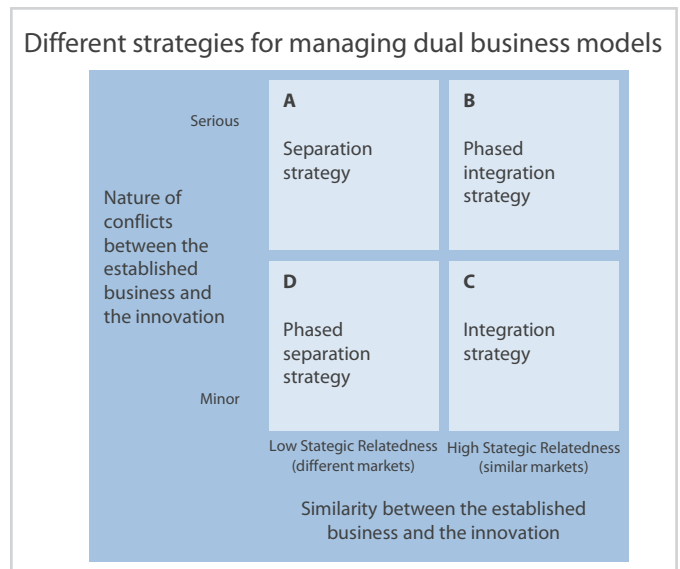 Different strategies for managing dual business models
Serious
Nature of
conflicts
between the
established
business and
the innovation
Minor
A
Separation
strategy
B
Phased
integration
strategy
D
Phased
separation
strategy
C
Integration
strategy
Low Stategic Relatedness
(different markets)
High Stategic Relatedness
(similar markets)
Similarity between the established
business and the innovation